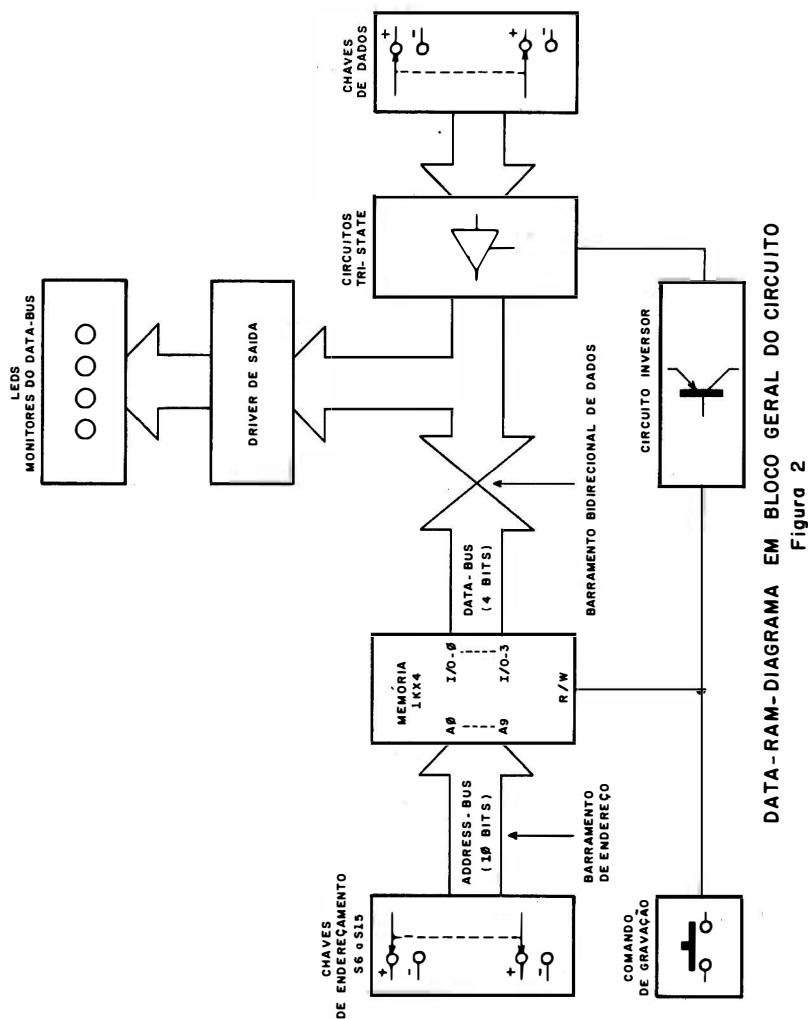 LEDS
MONITORES DO DATA-BUS
DRIVER DE SAIDA
CHAVES
DE DADOS
+
-
+
-
CIRCUITOS
TRI-STATE
CHAVES
DE ENDEREÇAMENTO
S6 a S15
+
-
+
-
ADDRESS-BUS
(1Ø BITS)
BARRAMENTO
DE ENDEREÇO
MEMÓRIA
1KX4
AØ
A9
I/O-Ø
I/O-3
R/W
DATA-BUS
(4 BITS)
BARRAMENTO BIDIRECIONAL DE DADOS
COMANDO
DE GRAVAÇÃO
CIRCUITO INVERSOR
DATA-RAM-DIAGRAMA EM BLOCO GERAL DO CIRCUITO
Figura 2